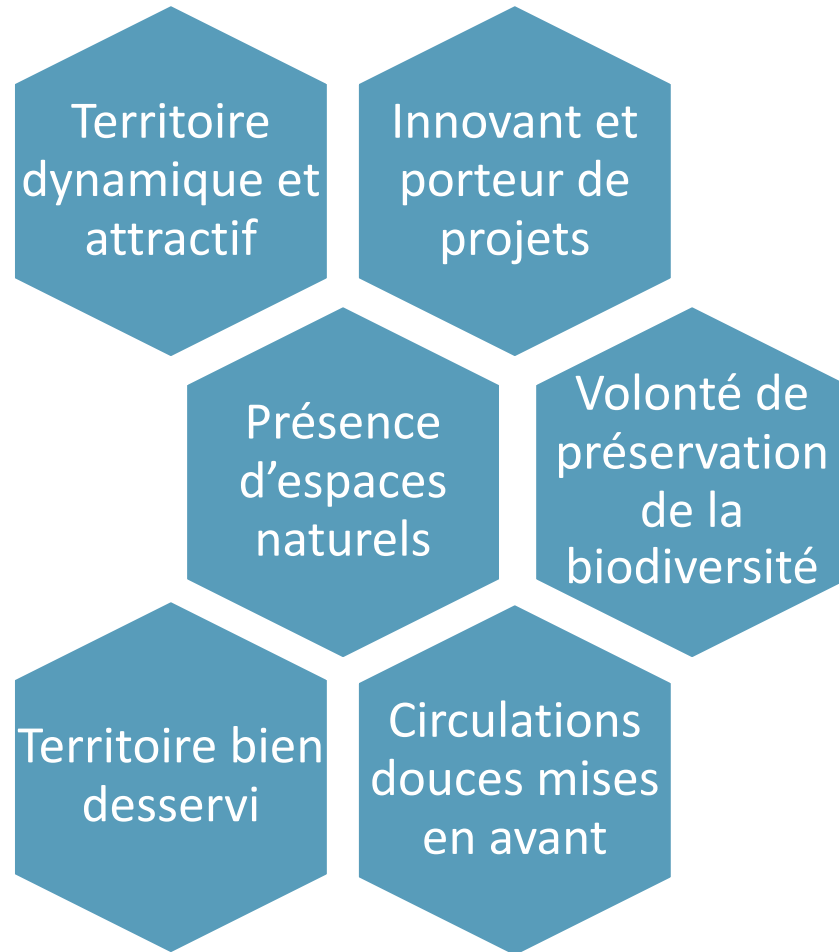 Territoire
dynamique et
attractif
Innovant et
porteur de
projets
Présence
d’espaces
naturels
Volonté de
préservation
de la
biodiversité
Territoire bien
desservi
Circulations
douces mises
en avant